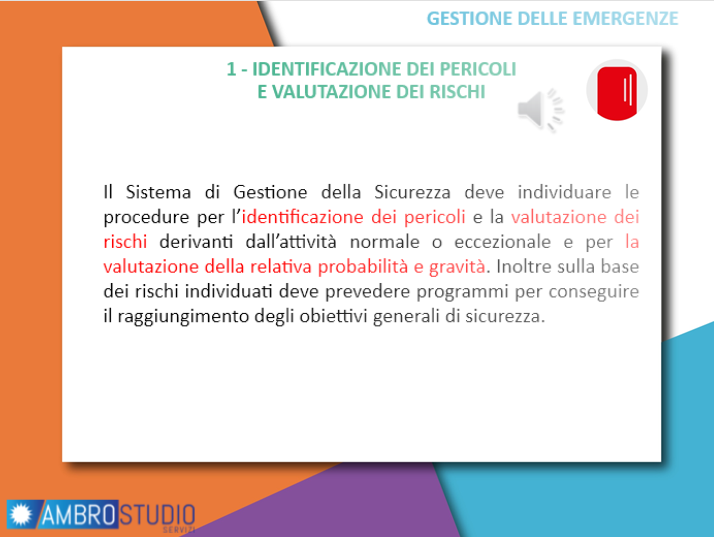 GESTIONE DELLE EMERGENZE
1 - IDENTIFICAZIONE DEI PERICOLI
E VALUTAZIONE DEI RISCHI
Il Sistema di Gestione della Sicurezza deve individuare le
procedure per l’identificazione dei pericoli e la valutazione dei
rischi derivanti dall’attività normale o eccezionale e per la
valutazione della relativa probabilità e gravità. Inoltre sulla base
dei rischi individuati deve prevedere programmi per conseguire
il raggiungimento degli obiettivi generali di sicurezza.
AMBROSTUDIO
SERVIZI